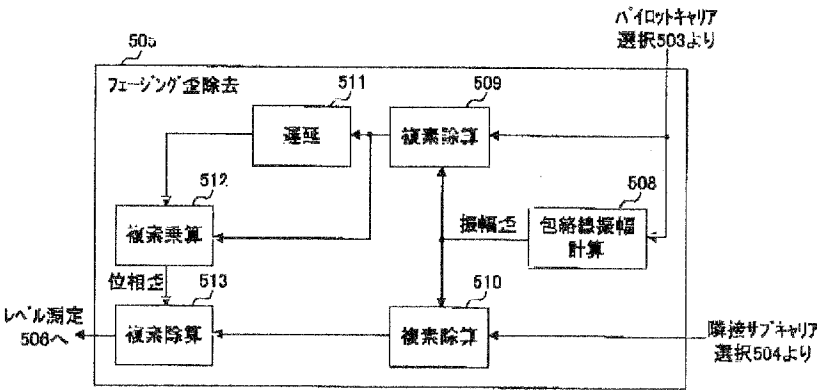 パイロットキャリア
選択503より
505
フェージング歪除去
511
遅延
509
複素除算
512
複素乗算
508
包絡線振幅
計算
振幅歪
位相歪
513
複素除算
510
複素除算
レベル測定
506へ
隣接サブキャリア
選択504より